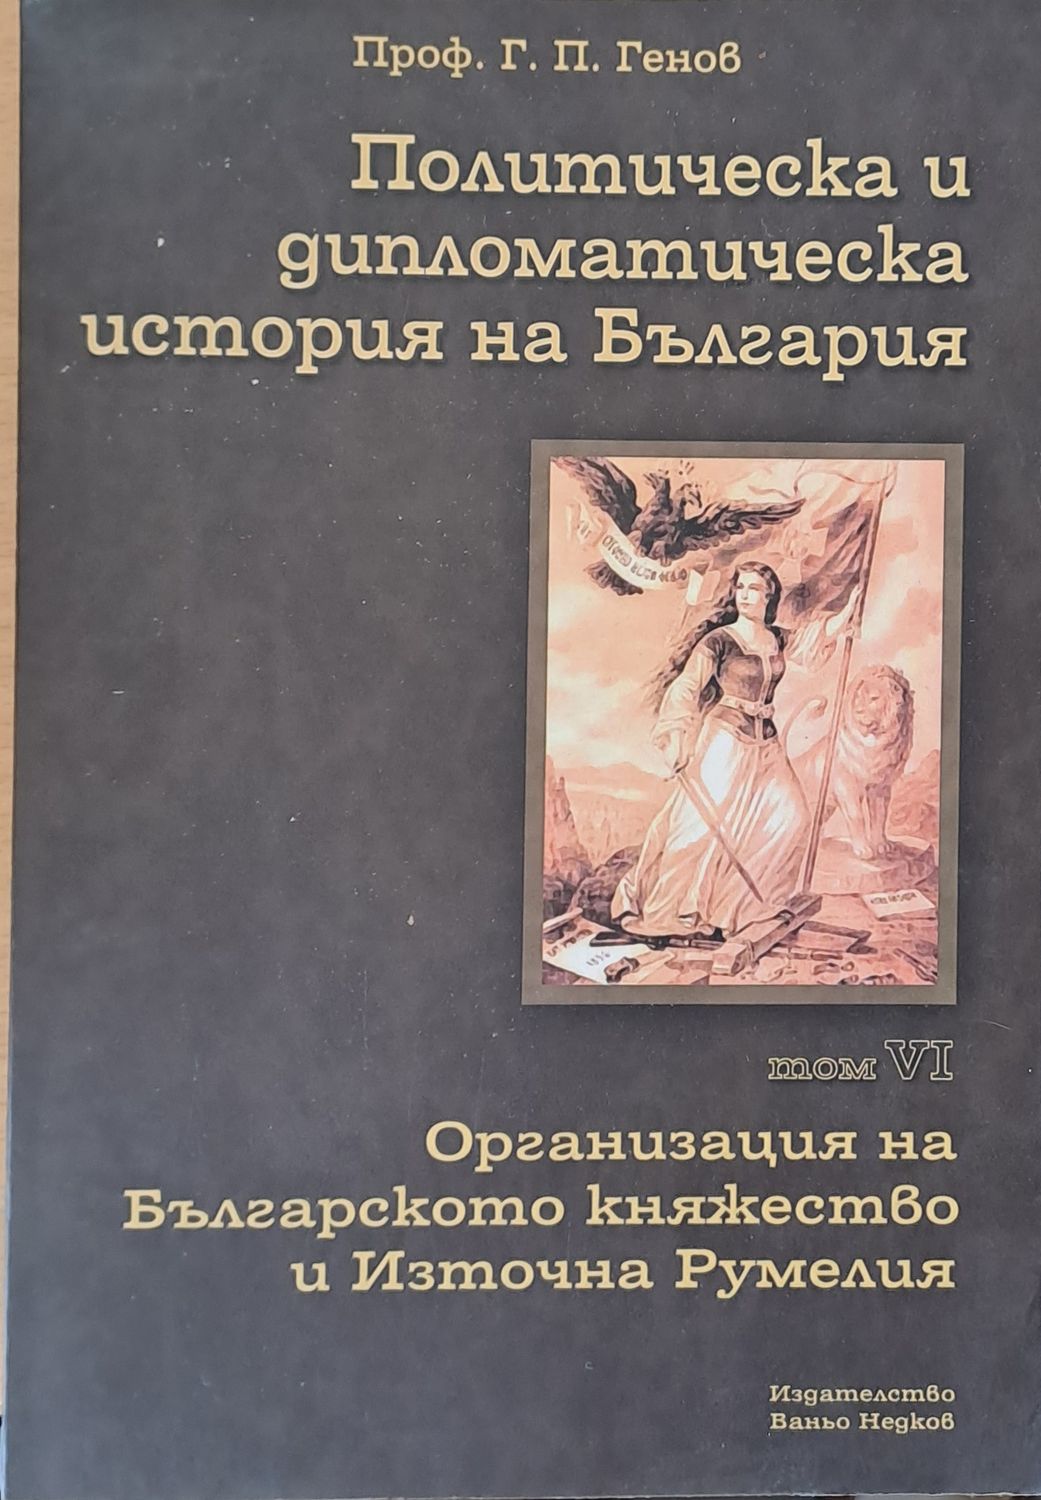 Проф. Г. П. Генов
Политическа и
дипломатическа
история на България
том VI
Организация на
Българското княжество
и Източна Румелия
Издателство
Ваньо Недков